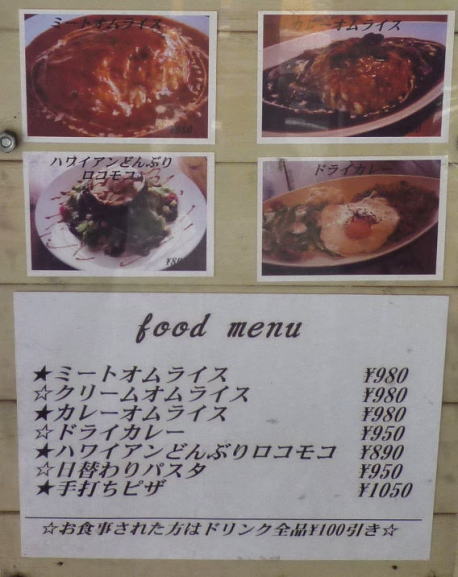 ミートオムライス
カレーオムライス
ハワイアンどんぶり
ロコモコ
ドライカレー
food menu
★ミートオムライス ¥980
☆クリームオムライス ¥980
★カレーオムライス ¥980
☆ドライカレー ¥950
★ハワイアンどんぶりロコモコ ¥890
☆日替わりパスタ ¥950
★手打ちピザ ¥1050
☆お食事された方はドリンク全品¥100引き☆